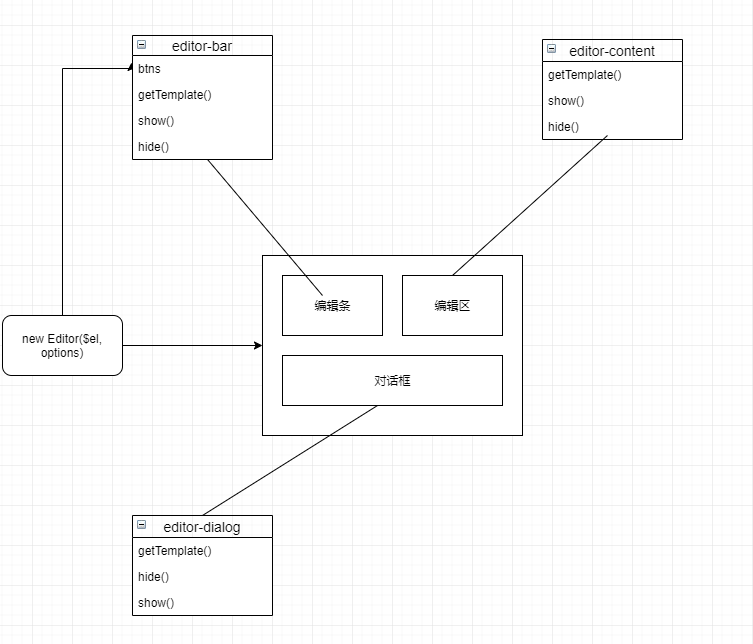 editor-bar
btns
getTemplate()
show()
hide()
editor-content
getTemplate()
show()
hide()
编辑条
编辑区
new Editor($el,
options)
对话框
editor-dialog
getTemplate()
hide()
show()